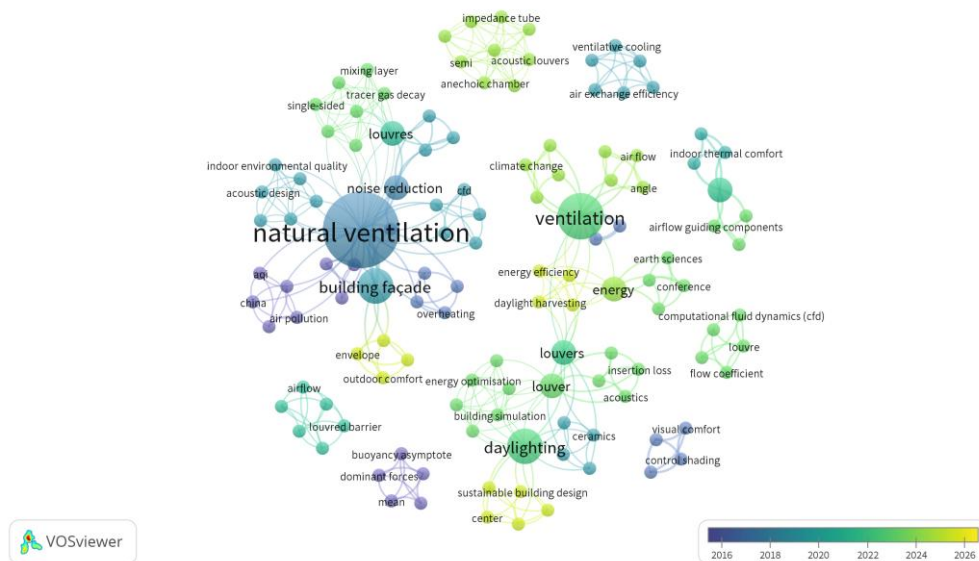 impedance tube
semi
acoustic louvers
anechoic chamber
ventilative cooling
air exchange efficiency
mixing layer
tracer gas decay
single-sided
louvres
indoor environmental quality
noise reduction
acoustic design
cfd
natural ventilation
climate change
air flow
angle
ventilation
indoor thermal comfort
airflow guiding components
aqi
building façade
china
air pollution
overheating
energy efficiency
energy
daylight harvesting
earth sciences
conference
computational fluid dynamics (cfd)
louvre
flow coefficient
envelope
outdoor comfort
louvers
louver
insertion loss
acoustics
energy optimisation
building simulation
airflow
louvred barrier
daylighting
ceramics
visual comfort
control shading
buoyancy asymptote
dominant forces?
mean
sustainable building design
center
VOSviewer
2016 2018 2020 2022 2024 2026